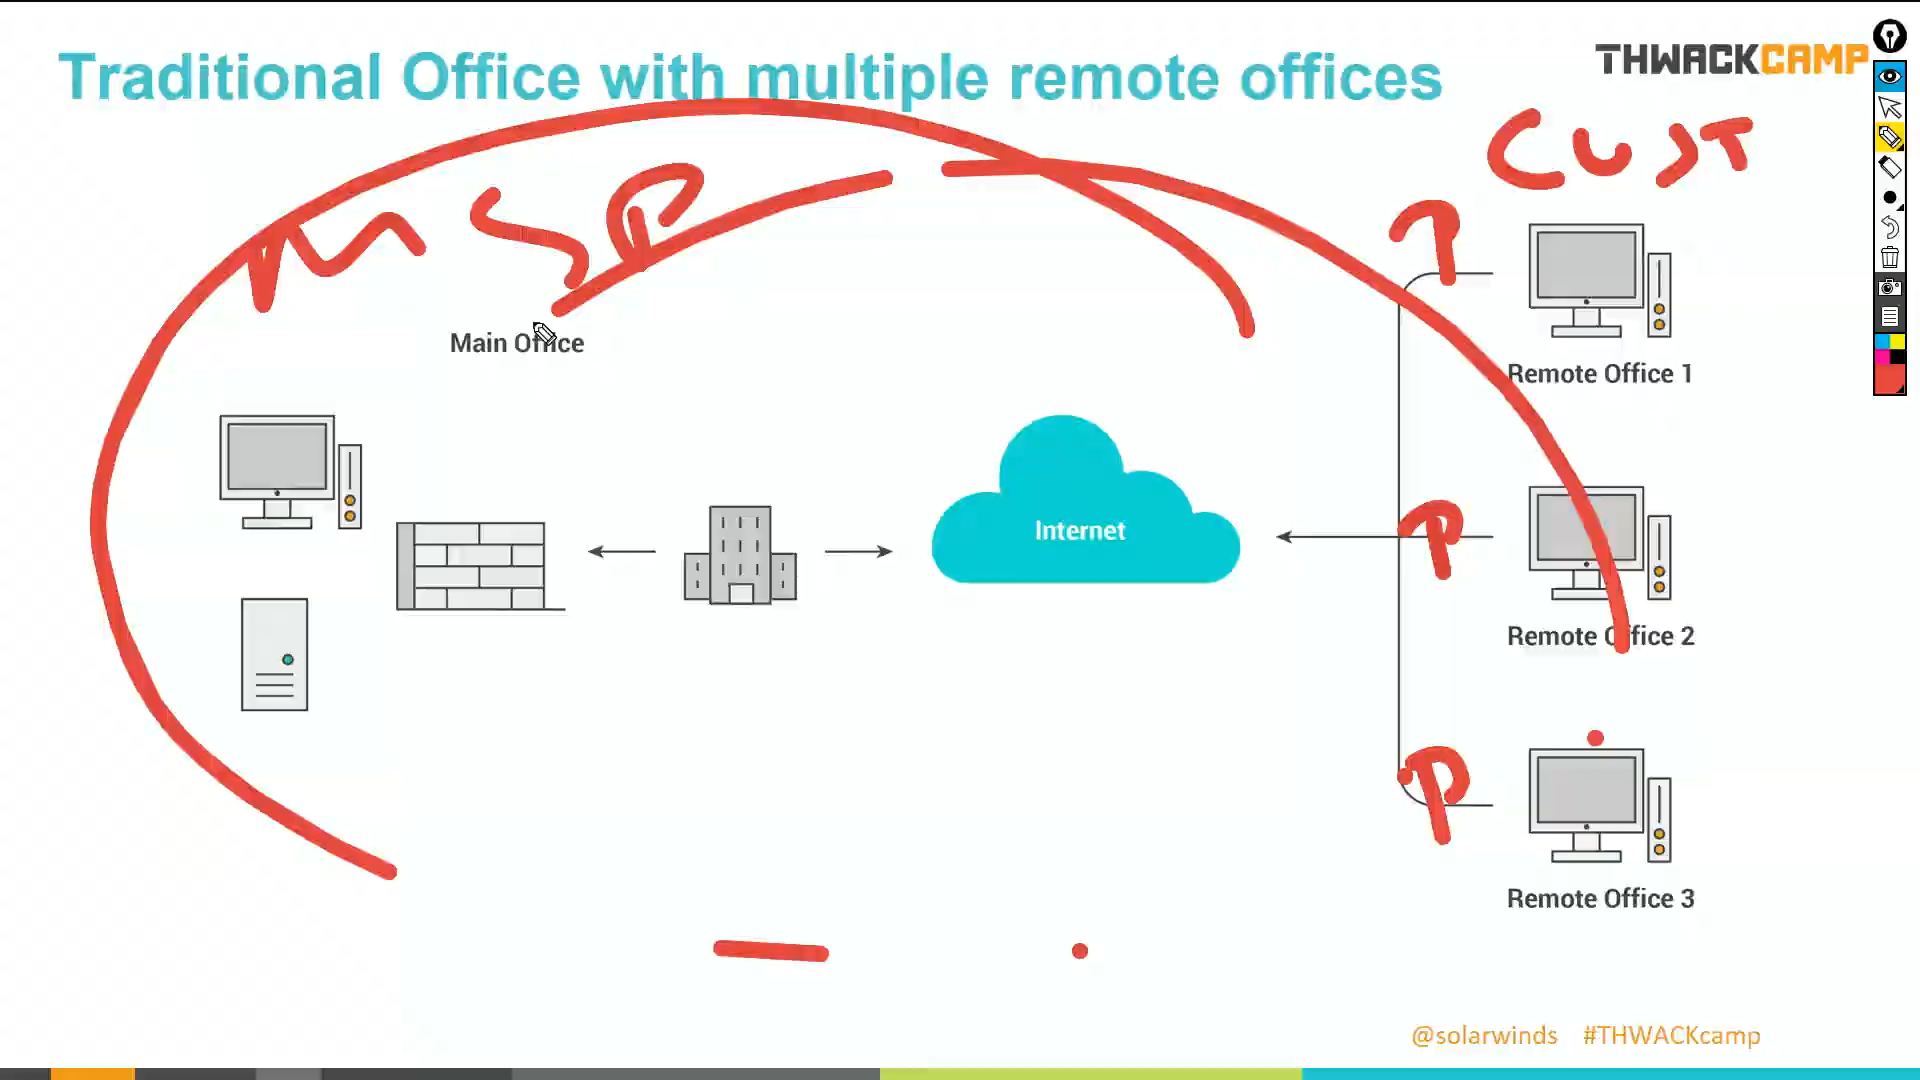 Traditional Office with multiple remote offices
THWACKCAMP
CUST
MSP
Main Office
P
Remote Office 1
Internet
P
Remote Office 2
P
Remote Office 3
@solarwinds #THWACKcamp